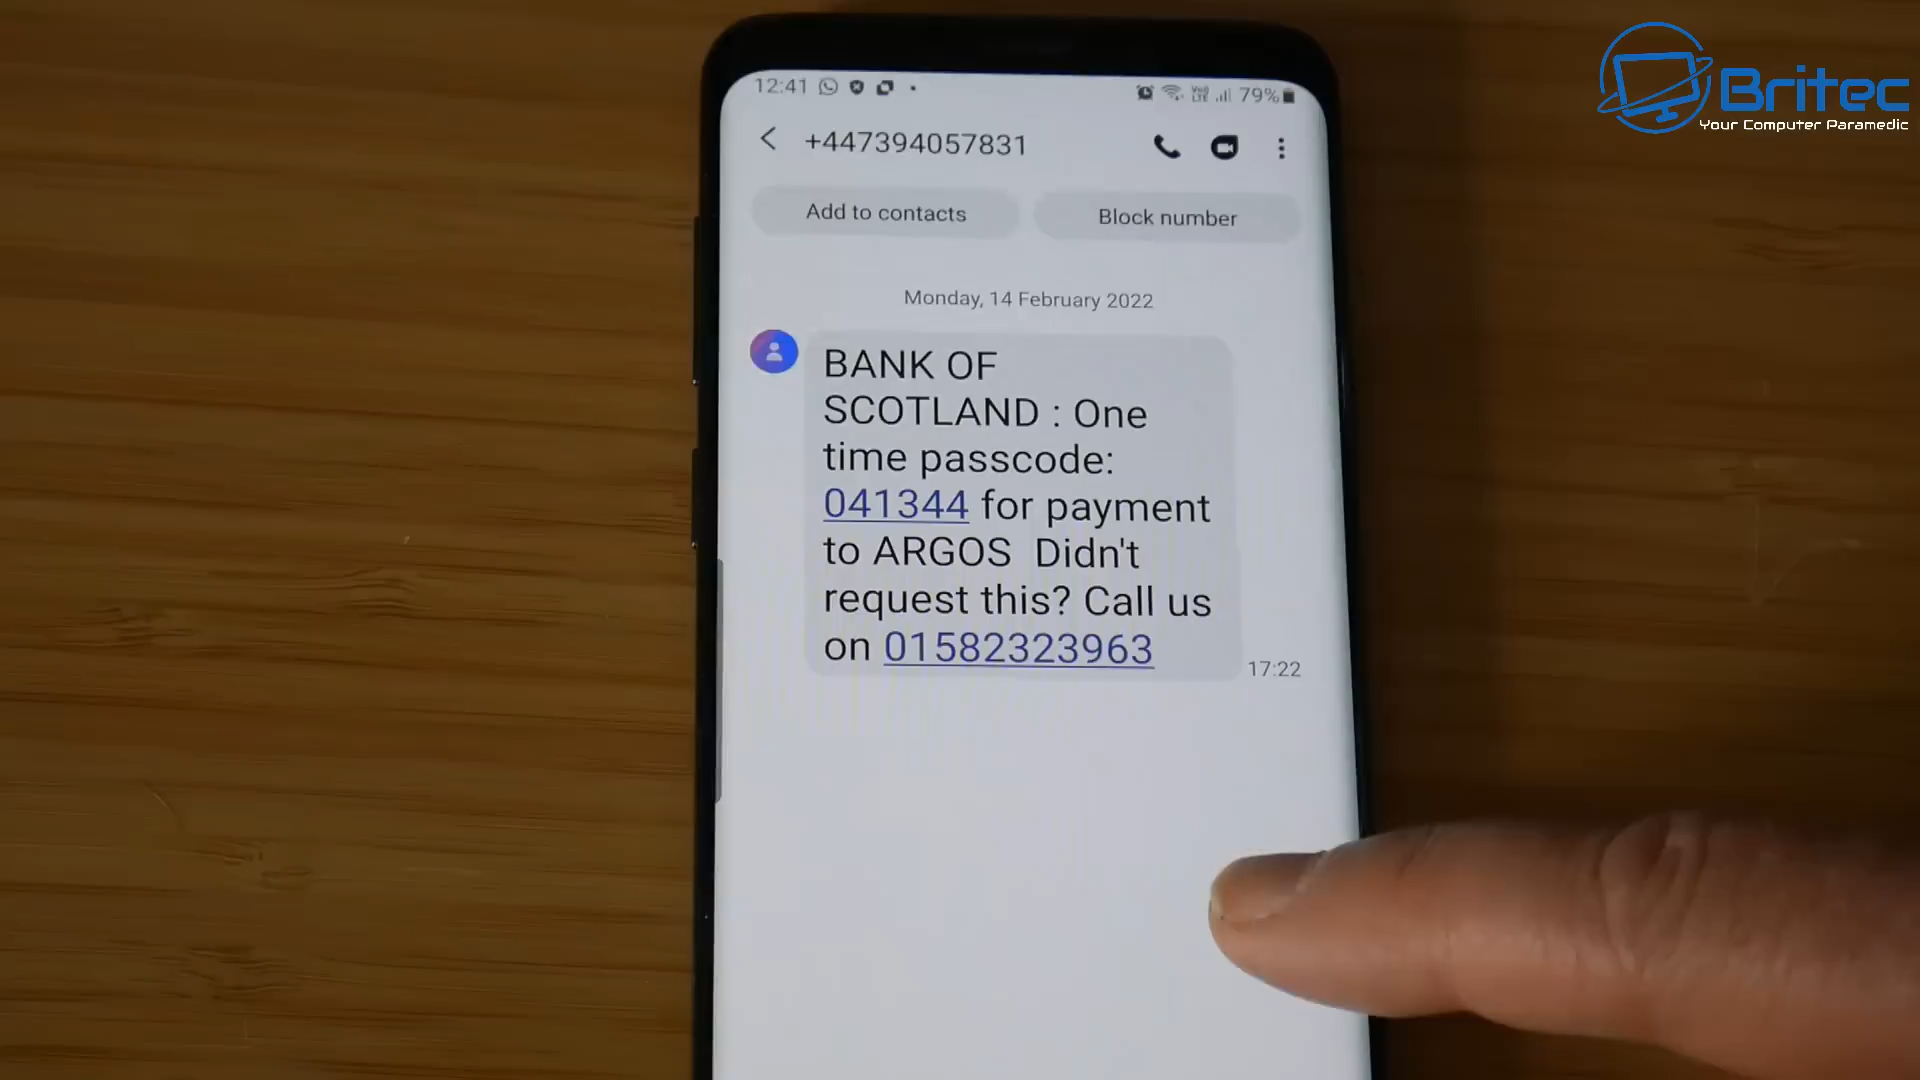 Britec
Your Computer Paramedic
12:41
79%
+447394057831
Add to contacts
Block number
Monday, 14 February 2022
BANK OF
SCOTLAND : One
time passcode:
041344 for payment
to ARGOS Didn't
request this? Call us
on 01582323963
17:22